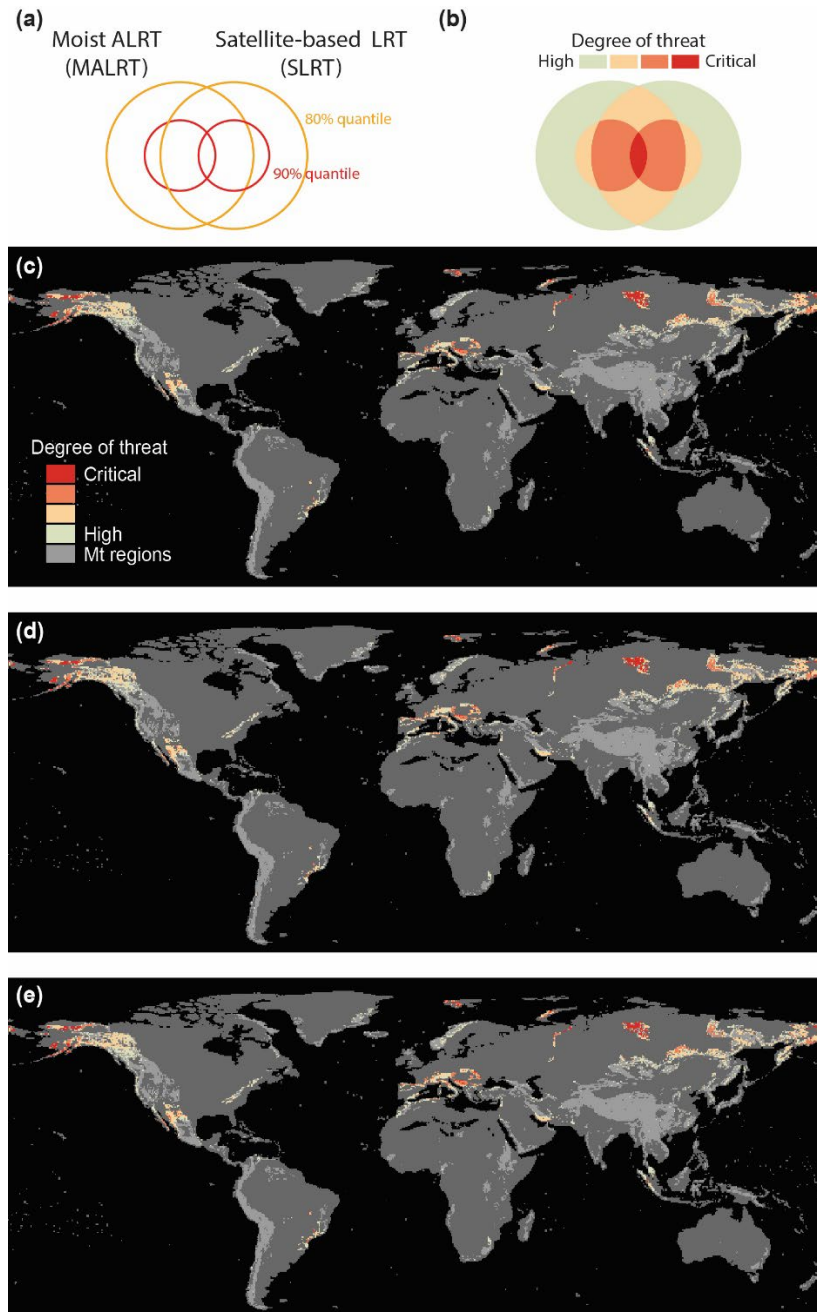 (a)
Moist ALRT
(MALRT)
Satellite-based LRT
(SLRT)
80% quantile
90% quantile
(b)
Degree of threat
High
Critical
(c)
Degree of threat
Critical
High
Mt regions
(d)
(e)